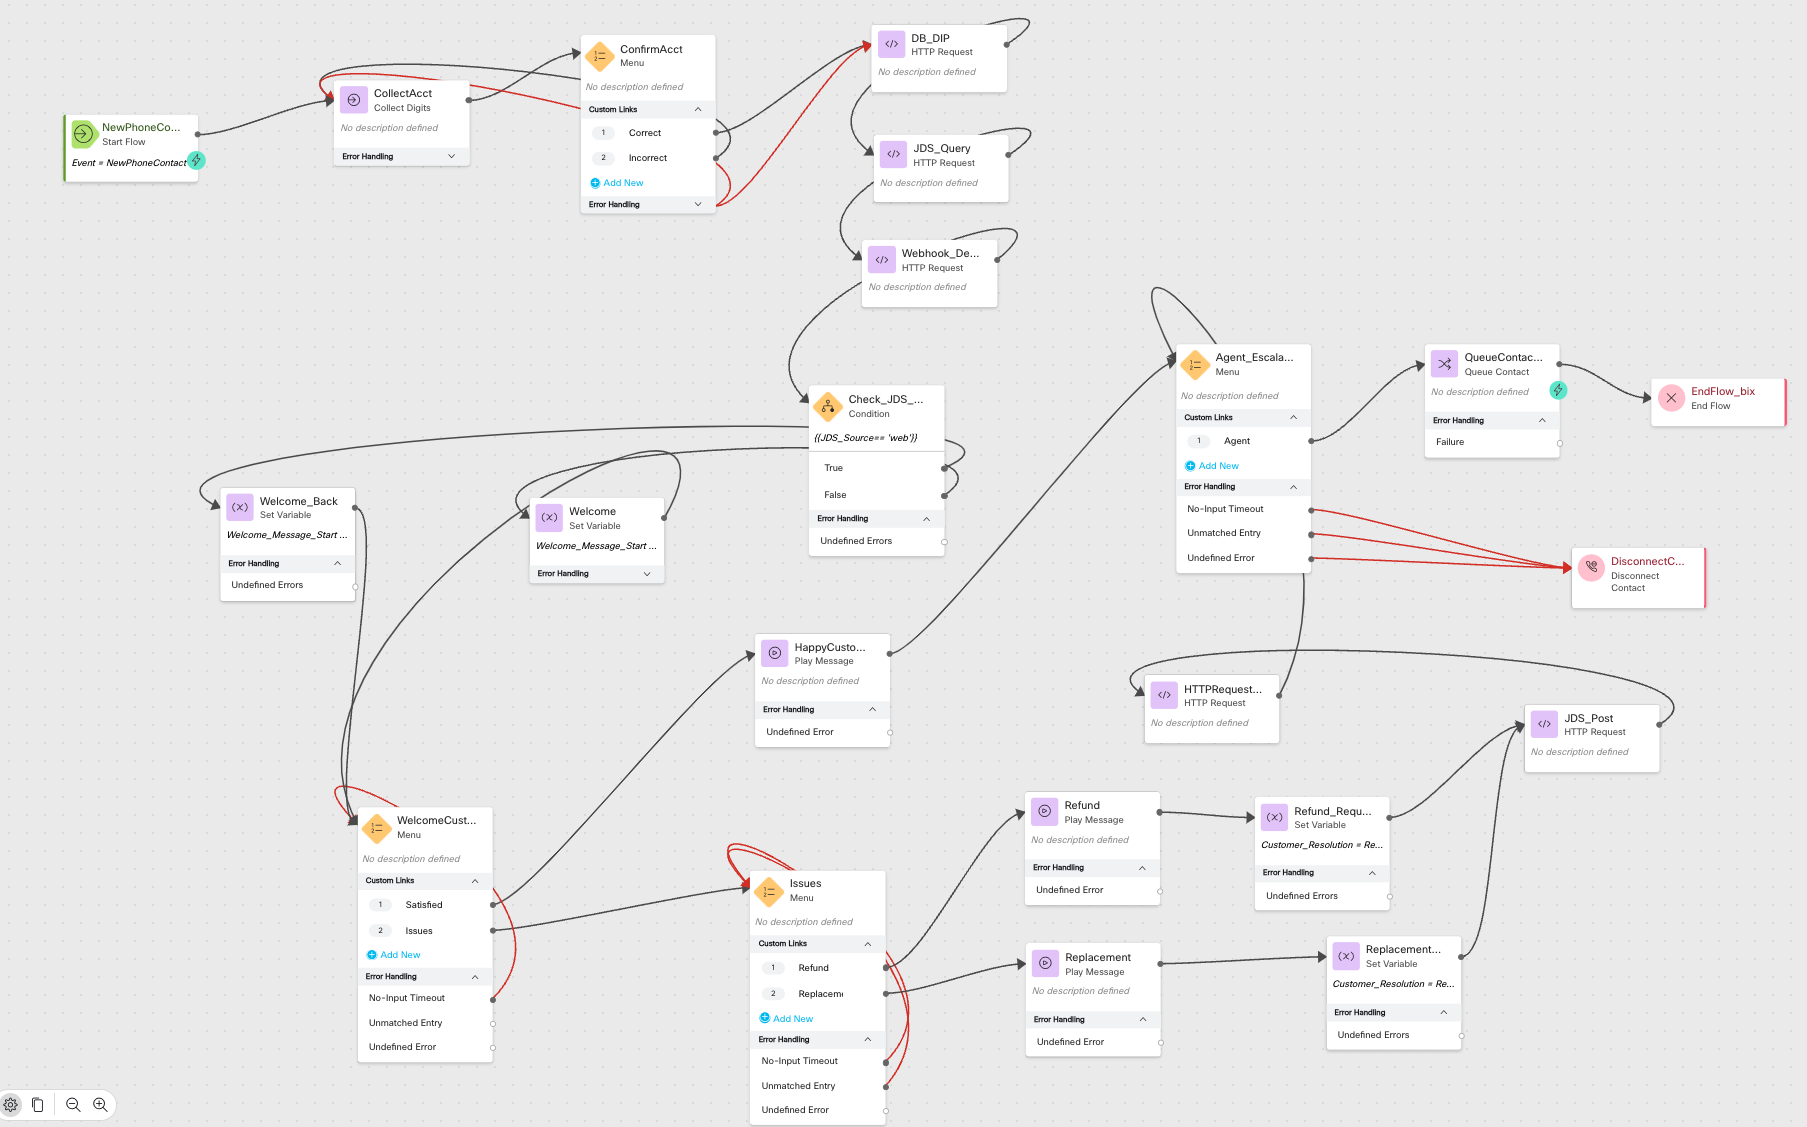 NewPhoneCo...
Start Flow
Event = NewPhoneContact
CollectAcct
Collect Digits
No description defined
Error Handling
ConfirmAcct
Menu
No description defined
Custom Links
1 Correct
2 Incorrect
Add New
Error Handling
DB_DIP
HTTP Request
No description defined
JDS_Query
HTTP Request
No description defined
Webhook_De...
HTTP Request
No description defined
Check_JDS_...
Condition
{{JDS_Source== 'web'}}
True
False
Error Handling
Undefined Errors
Welcome_Back
Set Variable
Welcome_Message_Start ...
Error Handling
Undefined Errors
Welcome
Set Variable
Welcome_Message_Start ...
Error Handling
Agent_Escala...
Menu
No description defined
Custom Links
1 Agent
Add New
Error Handling
No-Input Timeout
Unmatched Entry
Undefined Error
QueueContac...
Queue Contact
No description defined
Error Handling
Failure
EndFlow_bix
End Flow
DisconnectC...
Disconnect
Contact
HappyCusto...
Play Message
No description defined
Error Handling
Undefined Error
HTTPRequest...
HTTP Request
No description defined
JDS_Post
HTTP Request
No description defined
WelcomeCust...
Menu
No description defined
Custom Links
1 Satisfied
2 Issues
Add New
Error Handling
No-Input Timeout
Unmatched Entry
Undefined Error
Issues
Menu
No description defined
Custom Links
1 Refund
2 Replacem
Add New
Error Handling
No-Input Timeout
Unmatched Entry
Undefined Error
Refund
Play Message
No description defined
Error Handling
Undefined Error
Refund_Requ...
Set Variable
Customer_Resolution = Re...
Error Handling
Undefined Errors
Replacement
Play Message
No description defined
Error Handling
Undefined Error
Replacement...
Set Variable
Customer_Resolution = Re...
Error Handling
Undefined Errors